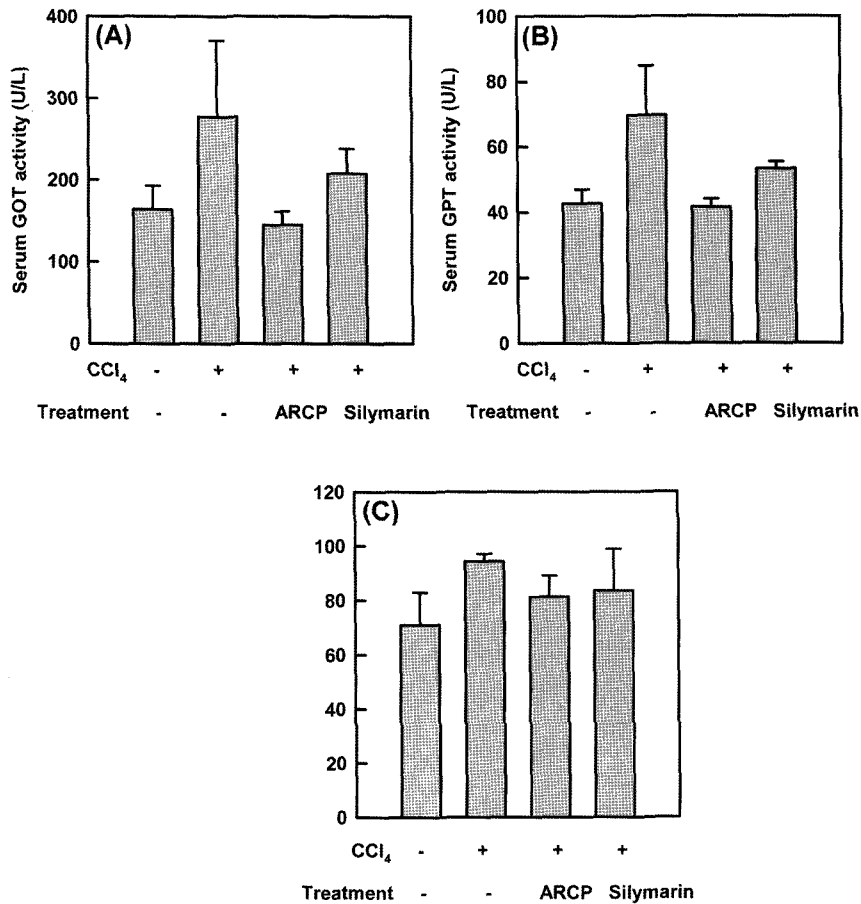 (A)
Serum GOT activity (U/L)
400
300
200
100
0
CCl₄ - + + +
Treatment - - ARCP Silymarin
(B)
Serum GPT activity (U/L)
100
80
60
40
20
0
CCl₄ - + + +
Treatment - - ARCP Silymarin
(C)
120
100
80
60
40
20
0
CCl₄ - + + +
Treatment - - ARCP Silymarin